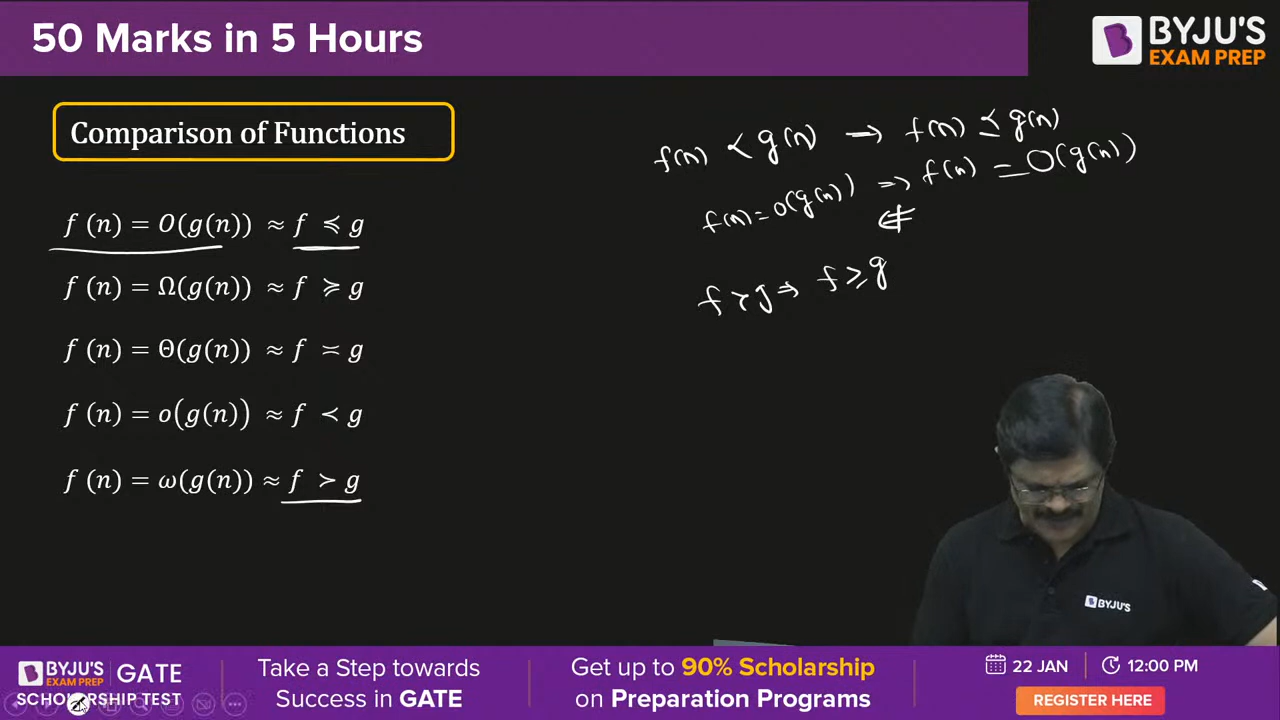 50 Marks in 5 Hours
BYJU'S
EXAM PREP
Comparison of Functions
f (n) = O(g(n)) ≈ f ≼ g
f (n) = Ω(g(n)) ≈ f ≽ g
f (n) = Θ(g(n)) ≈ f ≍ g
f (n) = o(g(n)) ≈ f ≺ g
f (n) = ω(g(n)) ≈ f ≻ g
f(n) ≺ g(n) → f(n) ≼ g(n)
f(n) = o(g(n)) ⇒ f(n) = O(g(n))
⇍
f ≻ g ⇒ f ≽ g
BYJU'S
BYJU'S
EXAM PREP
GATE
SCHOLARSHIP TEST
Take a Step towards
Success in GATE
Get up to 90% Scholarship
on Preparation Programs
22 JAN
12:00 PM
REGISTER HERE